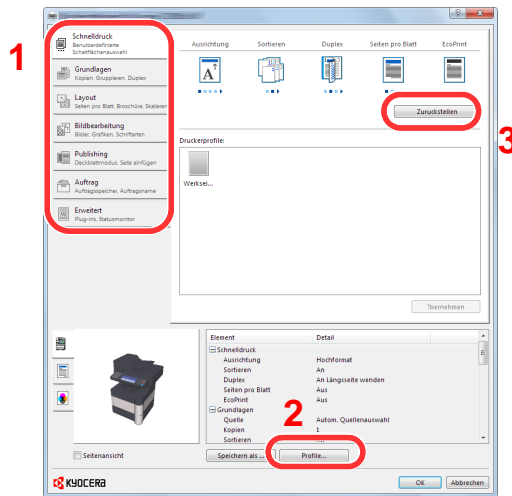 1
Schnelldruck
Benutzerdefinierte
Schaltflächenauswahl
Grundlagen
Kopien, Gruppieren, Duplex
Layout
Seiten pro Blatt, Broschüre, Skalieren
Bildbearbeitung
Bilder, Grafiken, Schriftarten
Publishing
Deckblattmodus, Seite einfügen
Auftrag
Auftragsspeicher, Auftragsname
Erweitert
Plug-ins, Statusmonitor
Ausrichtung Sortieren Duplex Seiten pro Blatt EcoPrint
A
Zuruckstellen
3
Druckerprofile:
Werksei...
Tbernehmen
Element Detail
Schnelldruck
Ausrichtung Hochformat
Sortieren An
Duplex An Längsseite wenden
Seiten pro Blatt Aus
EcoPrint Aus
Grundlagen
Quelle Autom. Quellenauswahl
Kopien 1
Sortieren
2
Seitenansicht
Speichern als ...
Profile...
KYOCERA
OK
Abbrechen